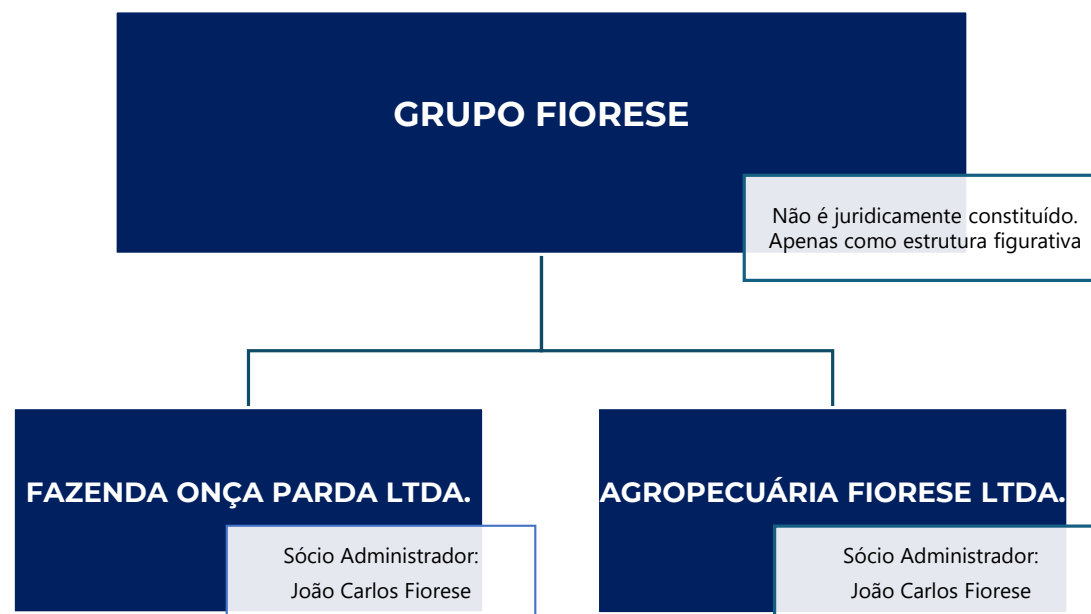 GRUPO FIORESE
Não é juridicamente constituído.
Apenas como estrutura figurativa
FAZENDA ONÇA PARDA LTDA.
Sócio Administrador:
João Carlos Fiorese
AGROPECUÁRIA FIORESE LTDA.
Sócio Administrador:
João Carlos Fiorese